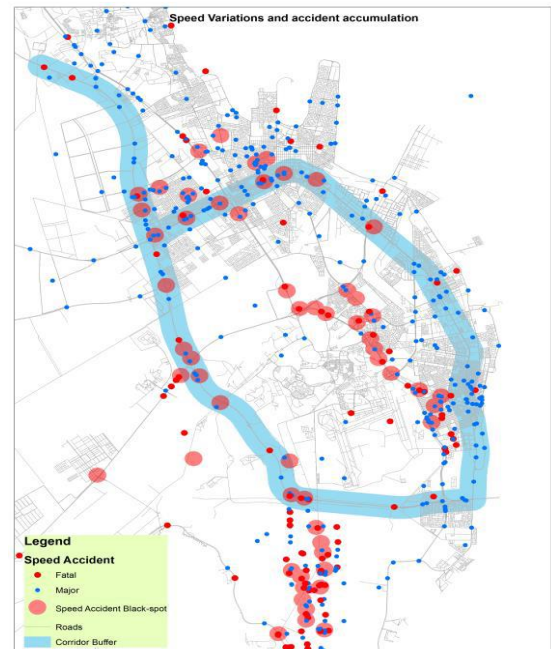 Speed Variations and accident accumulation
Legend
Speed Accident
Fatal
Major
Speed Accident Black-spot
Roads
Corridor Buffer